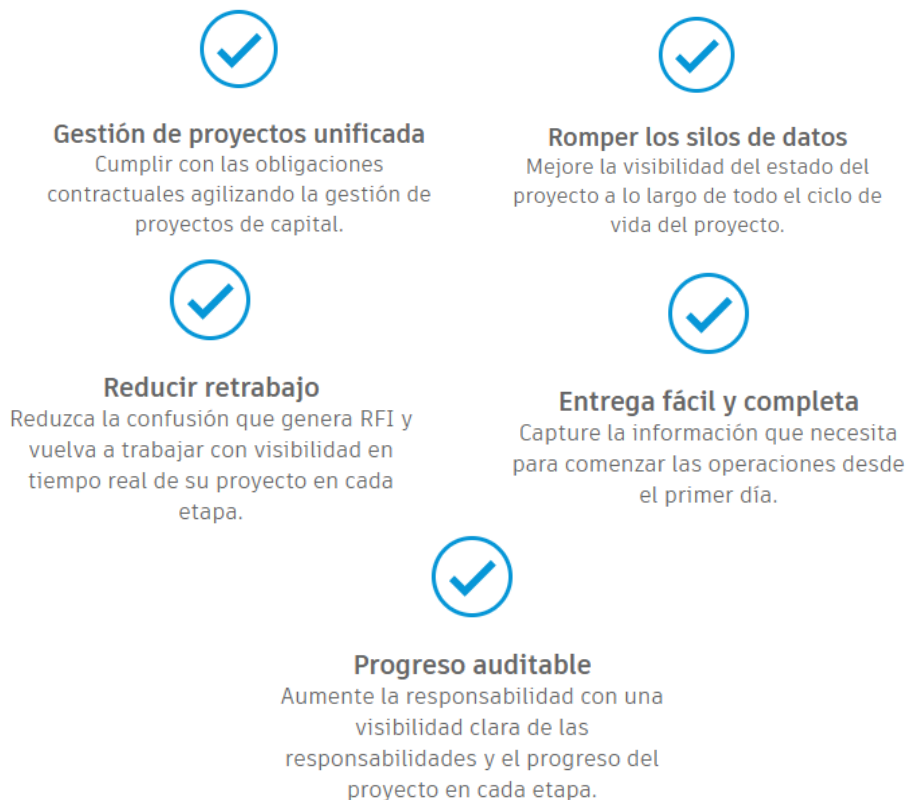 Gestión de proyectos unificada
Cumplir con las obligaciones
contractuales agilizando la gestión de
proyectos de capital.
Romper los silos de datos
Mejore la visibilidad del estado del
proyecto a lo largo de todo el ciclo de
vida del proyecto.
Reducir retrabajo
Reduzca la confusión que genera RFI y
vuelva a trabajar con visibilidad en
tiempo real de su proyecto en cada
etapa.
Entrega fácil y completa
Capture la información que necesita
para comenzar las operaciones desde
el primer día.
Progreso auditable
Aumente la responsabilidad con una
visibilidad clara de las
responsabilidades y el progreso del
proyecto en cada etapa.